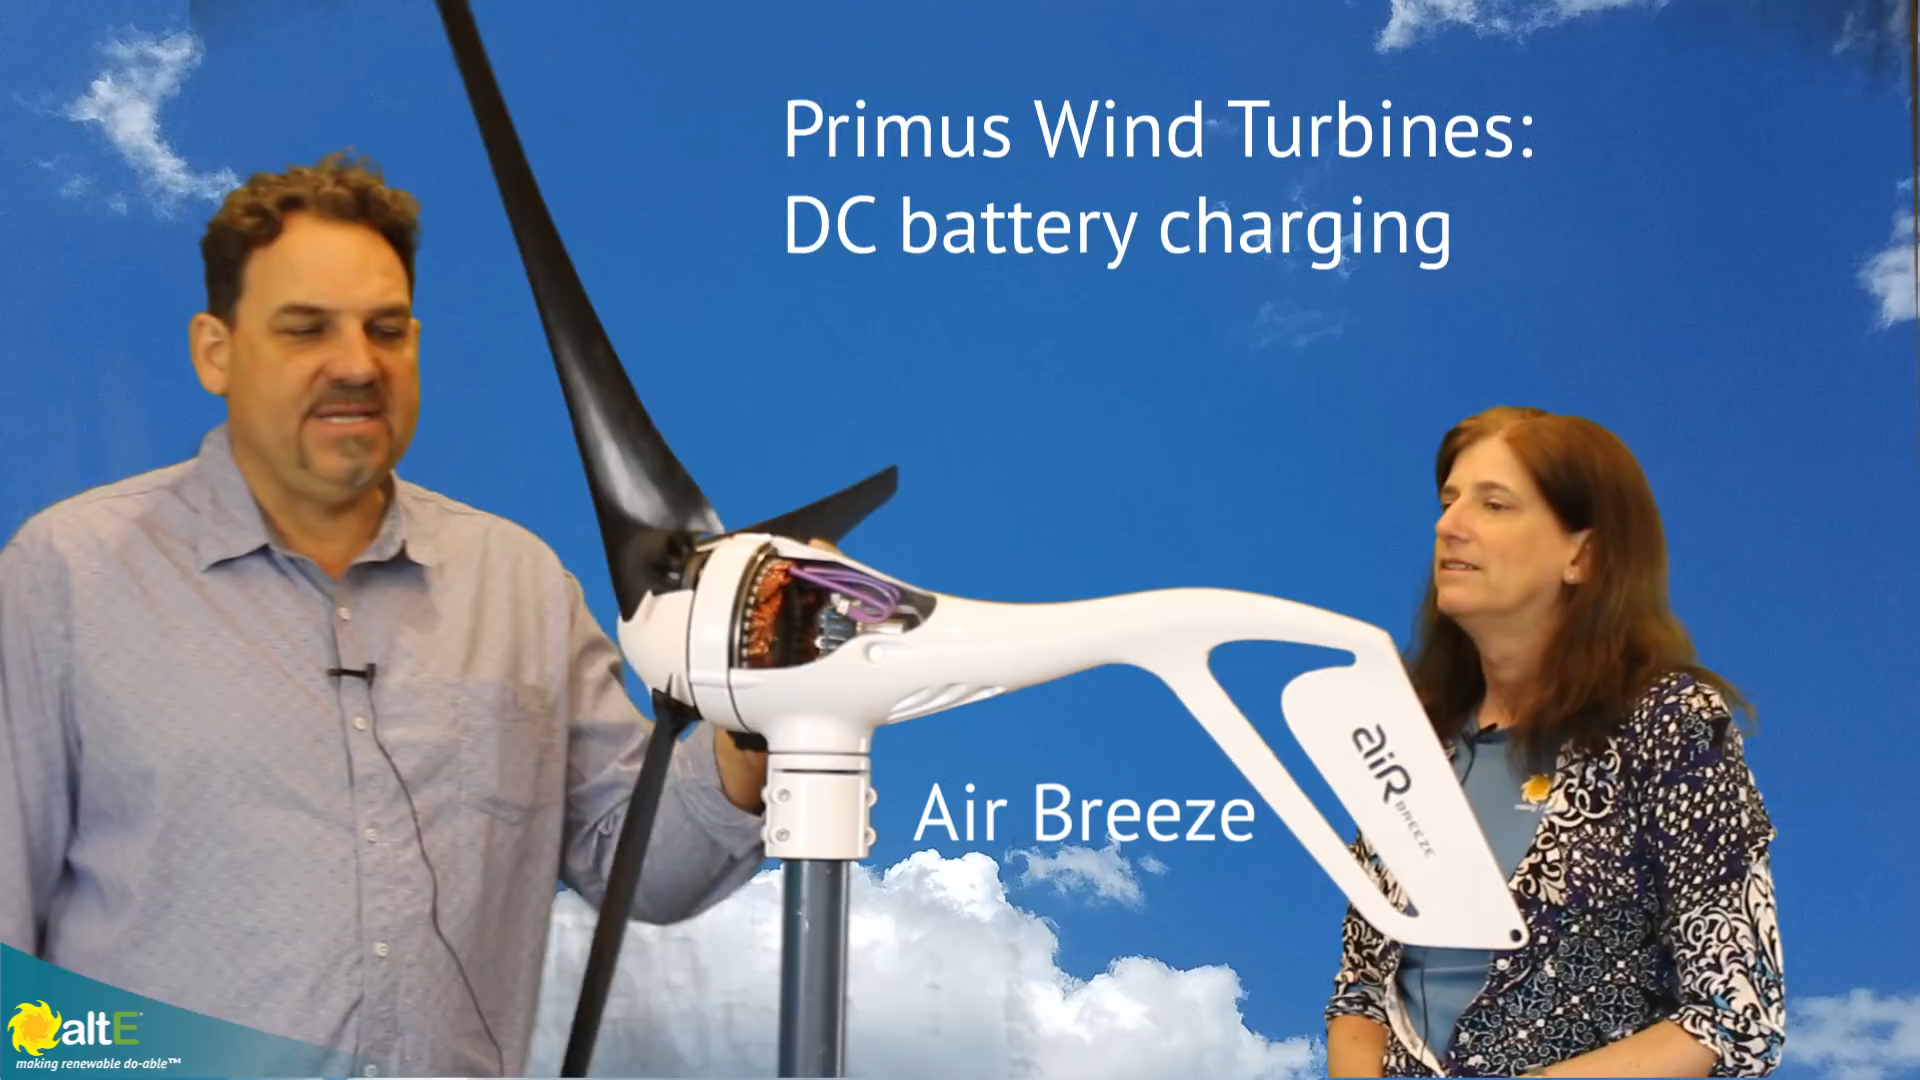 Primus Wind Turbines:
DC battery charging
aiR
BREEZE
Air Breeze
altE
making renewable do-able™